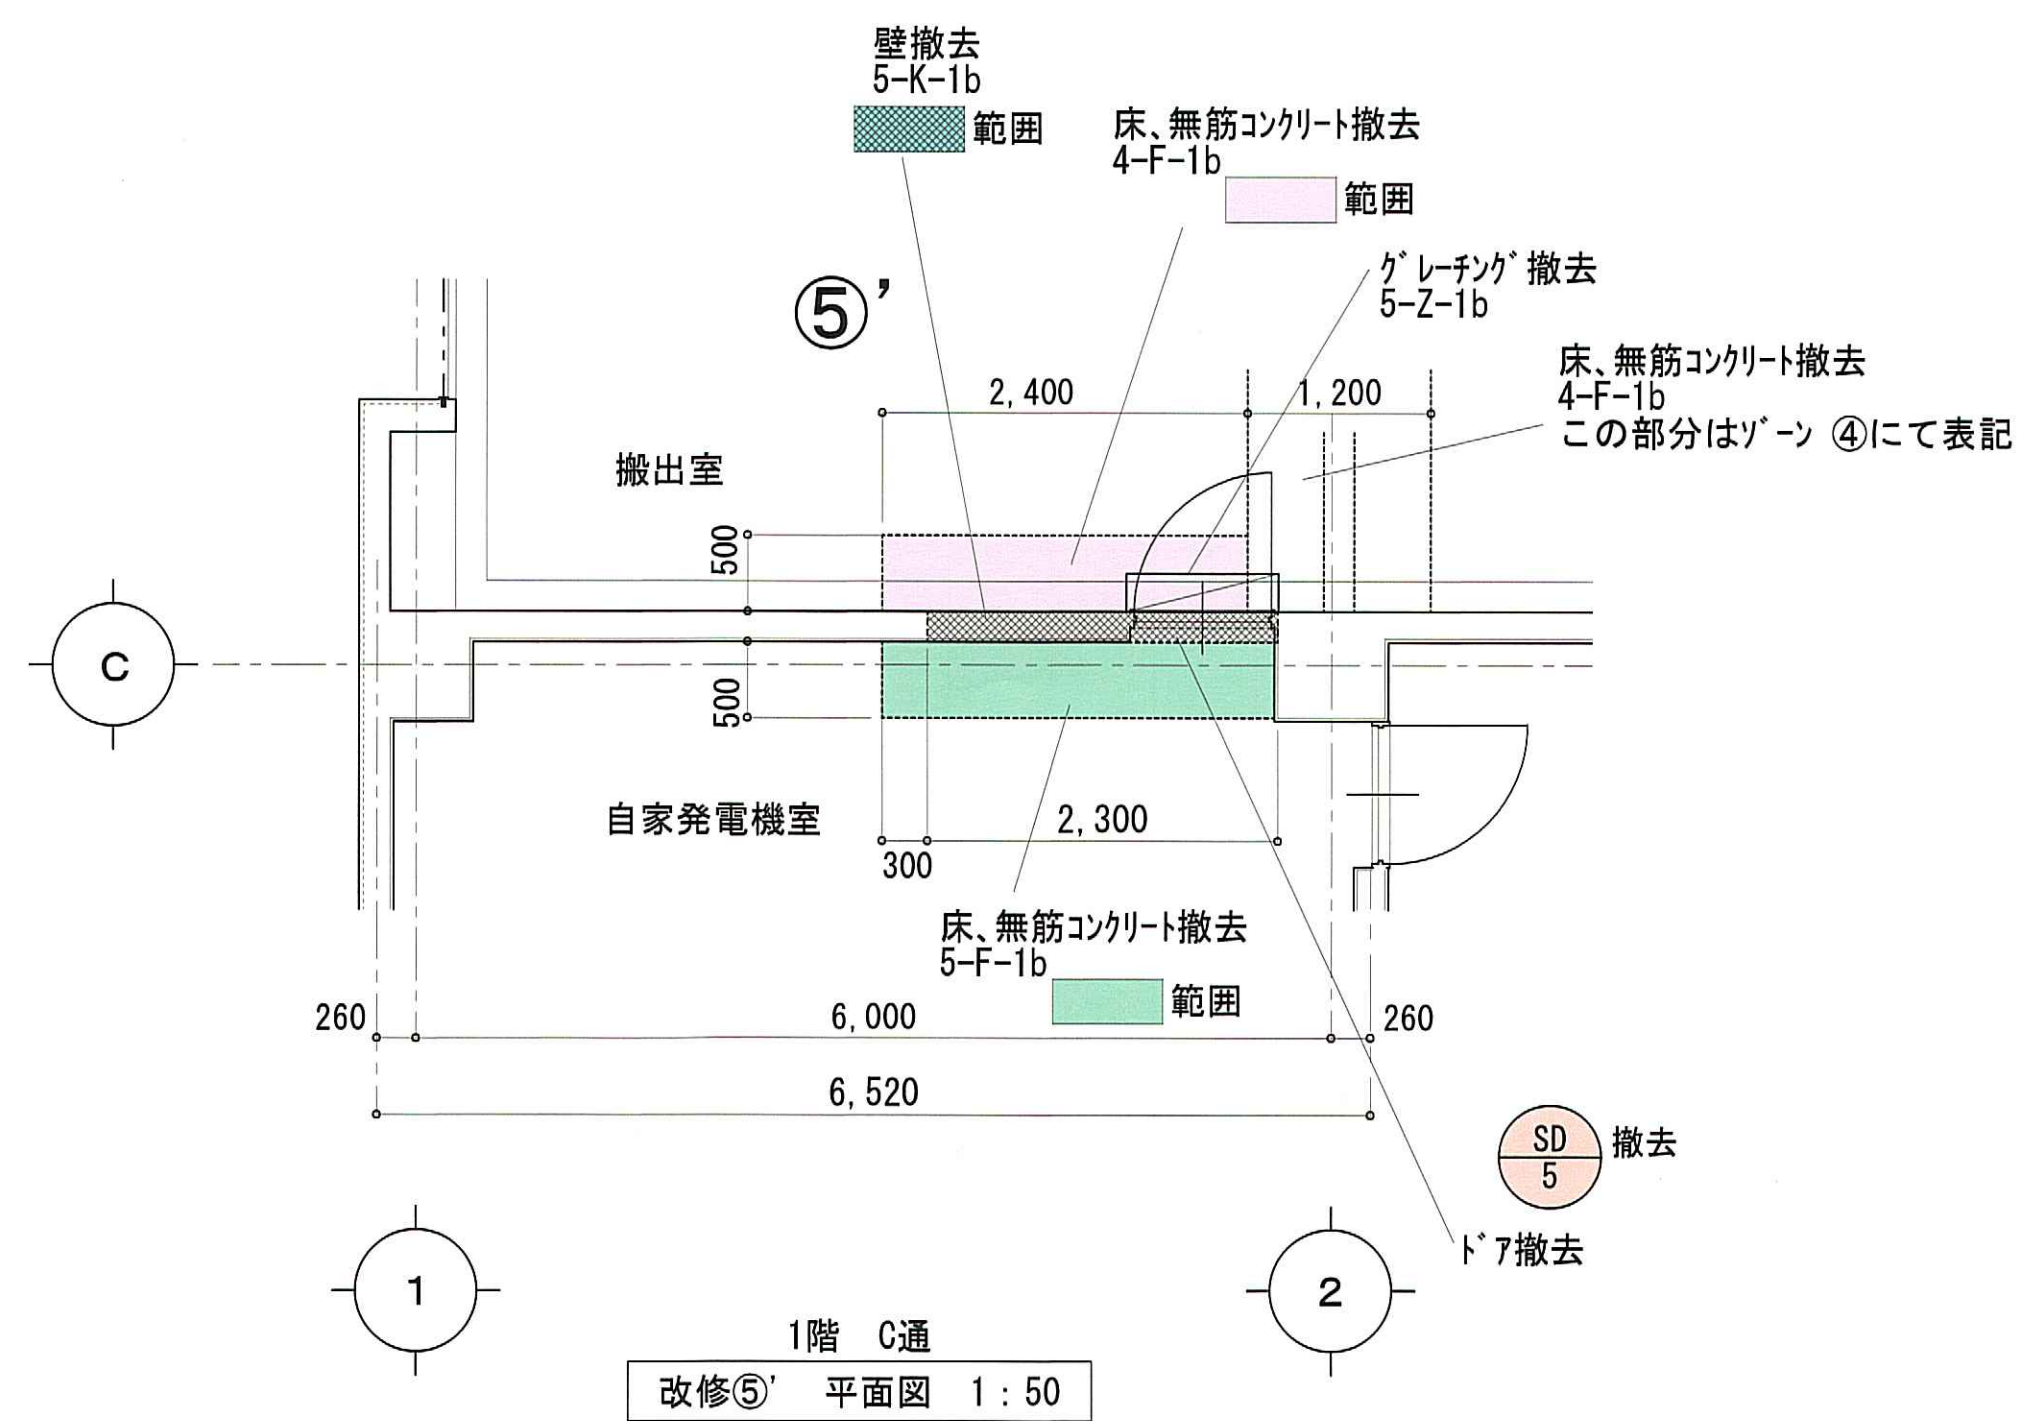 壁撤去
5-K-1b
範囲
床、無筋コンクリート撤去
4-F-1b
範囲
グレーチング撤去
5-Z-1b
⑤'
床、無筋コンクリート撤去
4-F-1b
この部分はゾーン ④にて表記
2,400
1,200
搬出室
500
C
500
自家発電機室
2,300
300
床、無筋コンクリート撤去
5-F-1b
範囲
260
6,000
260
6,520
SD
5
撤去
ドア撤去
1
2
1階 C通
改修⑤' 平面図 1:50